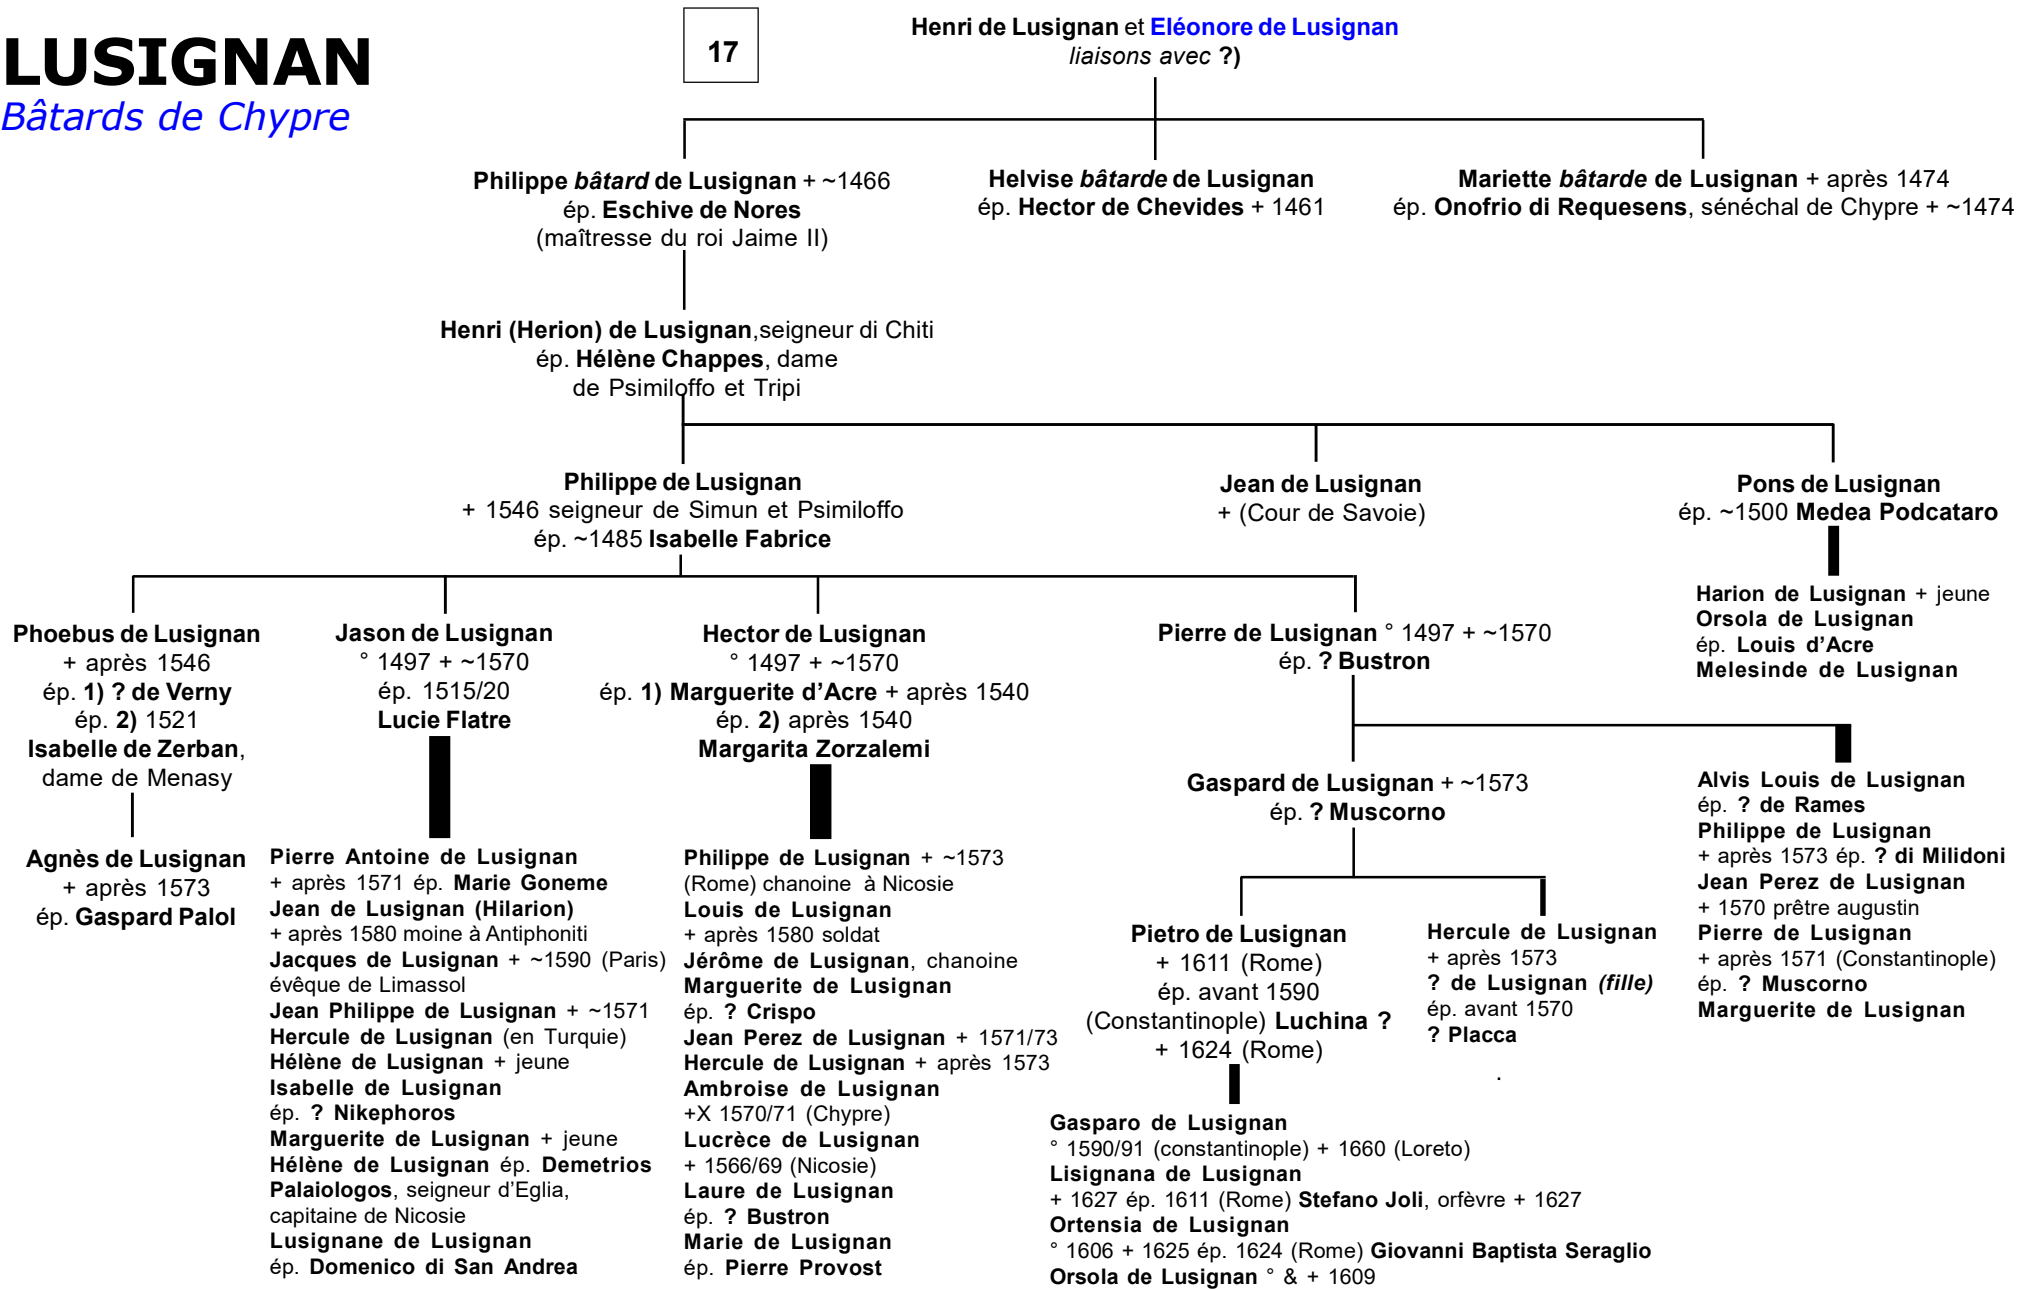 LUSIGNAN
Bâtards de Chypre
17
Henri de Lusignan et Eléonore de Lusignan
liaisons avec ?)
Philippe bâtard de Lusignan + ~1466
ép. Eschive de Nores
(maîtresse du roi Jaime II)
Helvise bâtarde de Lusignan
ép. Hector de Chevides + 1461
Mariette bâtarde de Lusignan + après 1474
ép. Onofrio di Requesens, sénéchal de Chypre + ~1474
Henri (Herion) de Lusignan,seigneur di Chiti
ép. Hélène Chappes, dame
de Psimiloffo et Tripi
Philippe de Lusignan
+ 1546 seigneur de Simun et Psimiloffo
ép. ~1485 Isabelle Fabrice
Jean de Lusignan
+ (Cour de Savoie)
Pons de Lusignan
ép. ~1500 Medea Podcataro
Harion de Lusignan + jeune
Orsola de Lusignan
ép. Louis d'Acre
Melesinde de Lusignan
Phoebus de Lusignan
+ après 1546
ép. 1) ? de Verny
ép. 2) 1521
Isabelle de Zerban,
dame de Menasy
Jason de Lusignan
° 1497 + ~1570
ép. 1515/20
Lucie Flatre
Hector de Lusignan
° 1497 + ~1570
ép. 1) Marguerite d'Acre + après 1540
ép. 2) après 1540
Margarita Zorzalemi
Pierre de Lusignan ° 1497 + ~1570
ép. ? Bustron
Agnès de Lusignan
+ après 1573
ép. Gaspard Palol
Pierre Antoine de Lusignan
+ après 1571 ép. Marie Goneme
Jean de Lusignan (Hilarion)
+ après 1580 moine à Antiphoniti
Jacques de Lusignan + ~1590 (Paris)
évêque de Limassol
Jean Philippe de Lusignan + ~1571
Hercule de Lusignan (en Turquie)
Hélène de Lusignan + jeune
Isabelle de Lusignan
ép. ? Nikephoros
Marguerite de Lusignan + jeune
Hélène de Lusignan ép. Demetrios
Palaiologos, seigneur d'Eglia,
capitaine de Nicosie
Lusignane de Lusignan
ép. Domenico di San Andrea
Philippe de Lusignan + ~1573
(Rome) chanoine à Nicosie
Louis de Lusignan
+ après 1580 soldat
Jérôme de Lusignan, chanoine
Marguerite de Lusignan
ép. ? Crispo
Jean Perez de Lusignan + 1571/73
Hercule de Lusignan + après 1573
Ambroise de Lusignan
+X 1570/71 (Chypre)
Lucrèce de Lusignan
+ 1566/69 (Nicosie)
Laure de Lusignan
ép. ? Bustron
Marie de Lusignan
ép. Pierre Provost
Gaspard de Lusignan + ~1573
ép. ? Muscorno
Alvis Louis de Lusignan
ép. ? de Rames
Philippe de Lusignan
+ après 1573 ép. ? di Milidoni
Jean Perez de Lusignan
+ 1570 prêtre augustin
Pierre de Lusignan
+ après 1571 (Constantinople)
ép. ? Muscorno
Marguerite de Lusignan
Pietro de Lusignan
+ 1611 (Rome)
ép. avant 1590
(Constantinople) Luchina ?
+ 1624 (Rome)
Hercule de Lusignan
+ après 1573
? de Lusignan (fille)
ép. avant 1570
? Placca
.
Gasparo de Lusignan
° 1590/91 (constantinople) + 1660 (Loreto)
Lisignana de Lusignan
+ 1627 ép. 1611 (Rome) Stefano Joli, orfèvre + 1627
Ortensia de Lusignan
° 1606 + 1625 ép. 1624 (Rome) Giovanni Baptista Seraglio
Orsola de Lusignan ° & + 1609